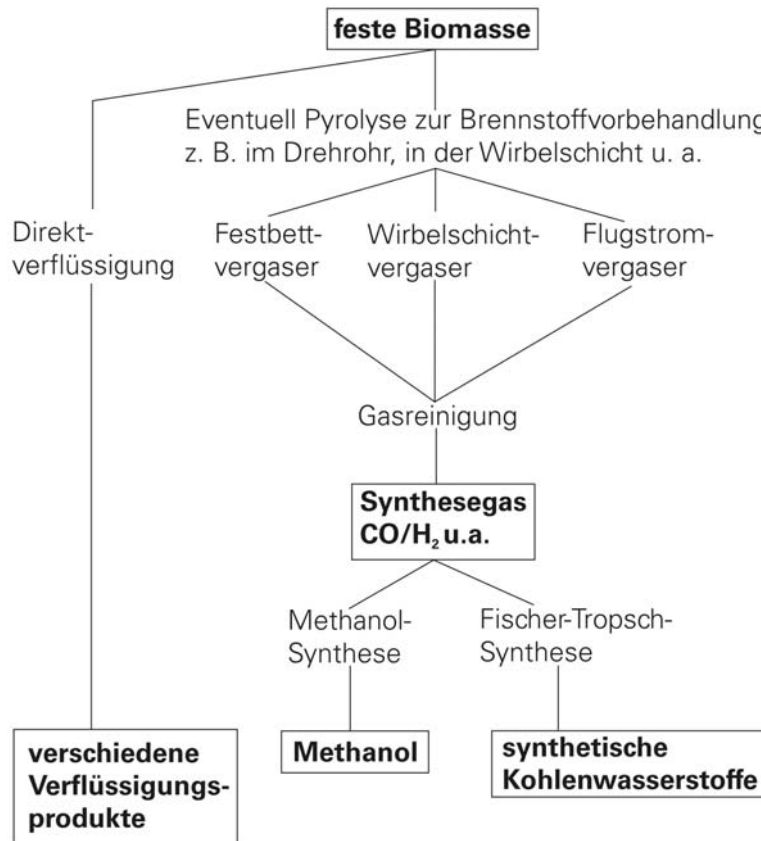 feste Biomasse
Eventuell Pyrolyse zur Brennstoffvorbehandlung
z. B. im Drehrohr, in der Wirbelschicht u. a.
Direkt-
verflüssigung
Festbett-
vergaser
Wirbelschicht-
vergaser
Flugstrom-
vergaser
Gasreinigung
Synthesegas
CO/H₂ u.a.
Methanol-
Synthese
Fischer-Tropsch-
Synthese
verschiedene
Verflüssigungs-
produkte
Methanol
synthetische
Kohlenwasserstoffe